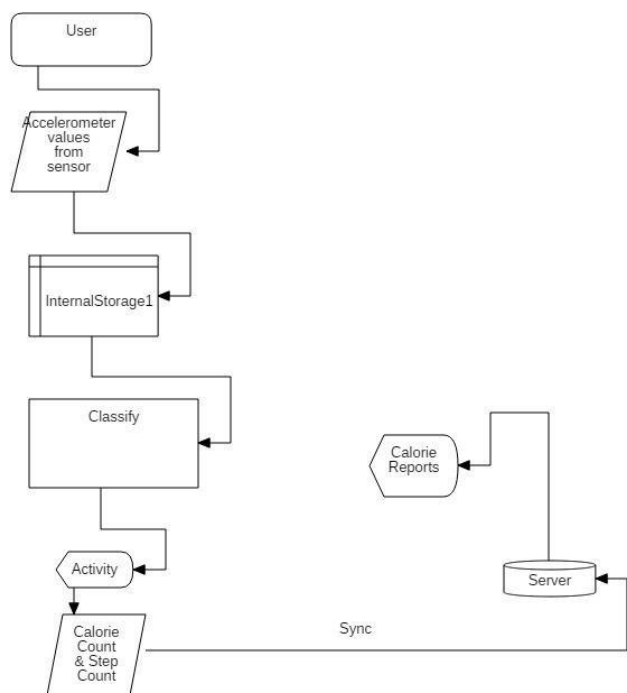 User
Accelerometer
values
from
sensor
InternalStorage1
Classify
Calorie
Reports
Activity
Server
Calorie
Count
& Step
Count
Sync